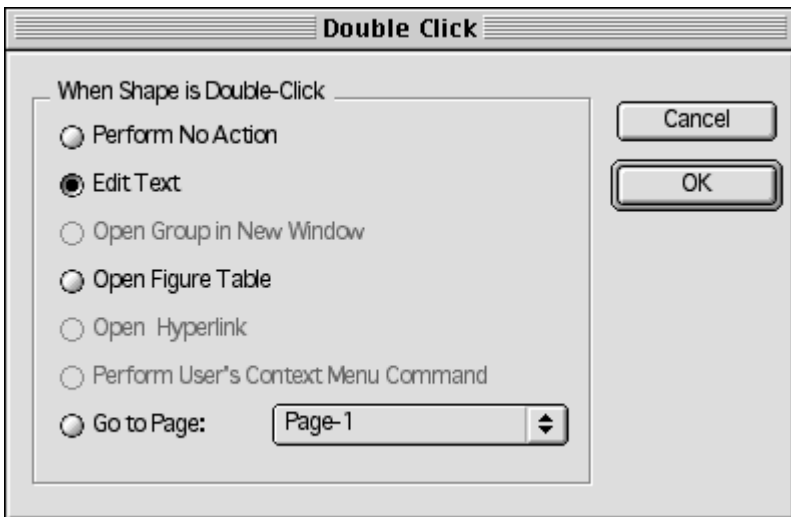 Double Click
When Shape is Double-Click
Perform No Action
Edit Text
Open Group in New Window
Open Figure Table
Open Hyperlink
Perform User's Context Menu Command
Go to Page: Page-1
Cancel
OK